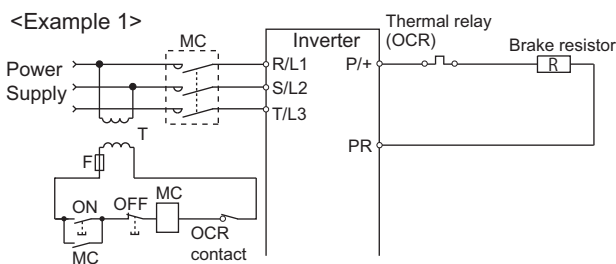 <Example 1>
MC
Power
Supply
Inverter
R/L1
S/L2
T/L3
P/+
PR
Thermal relay
(OCR)
Brake resistor
R
T
F
ON
OFF
MC
MC
OCR
contact